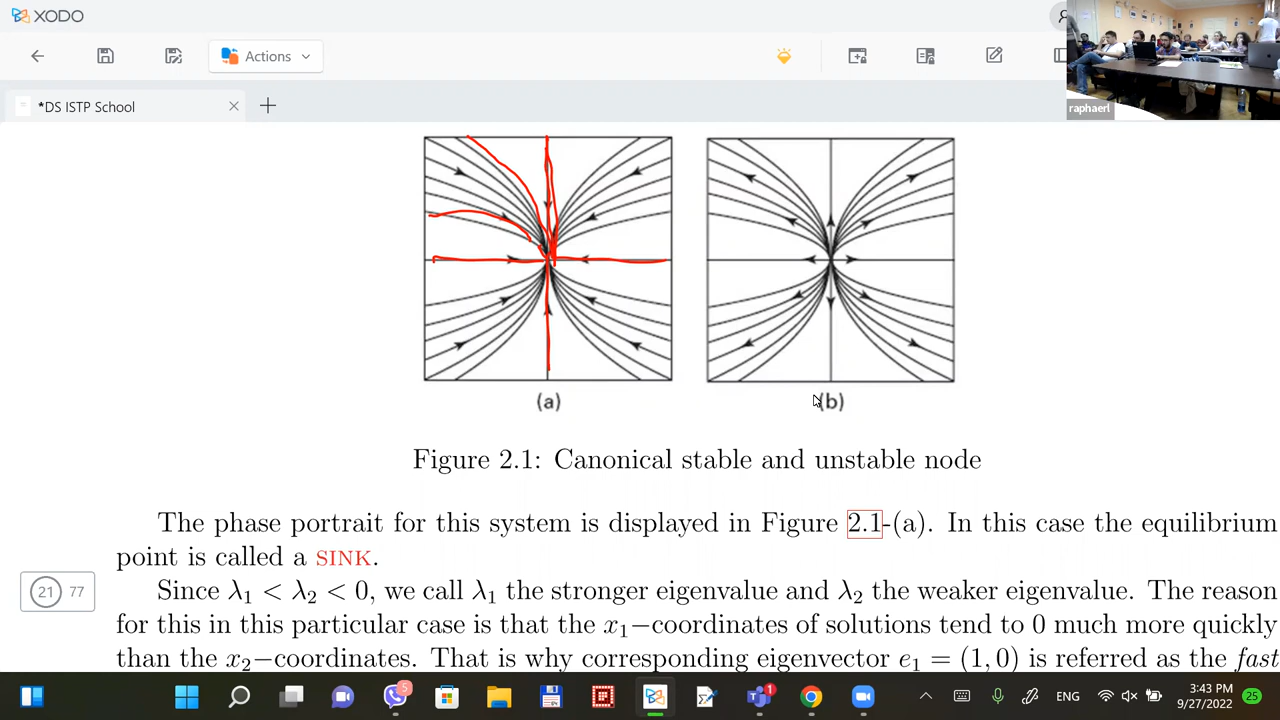 XODO
Actions
raphaerl
*DS ISTP School
(a)
(b)
Figure 2.1: Canonical stable and unstable node
The phase portrait for this system is displayed in Figure 2.1-(a). In this case the equilibrium
point is called a SINK.
21 77
Since λ₁ < λ₂ < 0, we call λ₁ the stronger eigenvalue and λ₂ the weaker eigenvalue. The reason
for this in this particular case is that the x₁−coordinates of solutions tend to 0 much more quickly
than the x₂−coordinates. That is why corresponding eigenvector e₁ = (1, 0) is referred as the fast
5
1
ENG
3:43 PM
9/27/2022
25